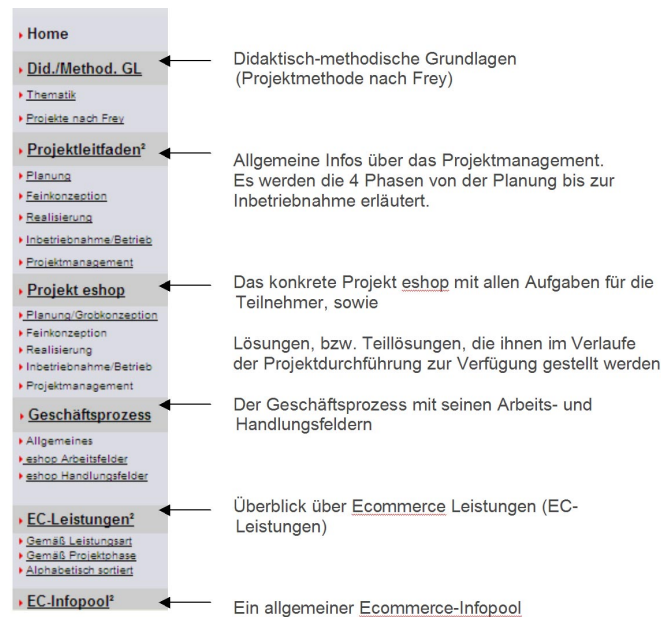 Home
Did./Method. GL
Thematik
Projekte nach Frey
Projektleitfaden²
Planung
Feinkonzeption
Realisierung
Inbetriebnahme/Betrieb
Projektmanagement
Projekt eshop
Planung/Grobkonzeption
Feinkonzeption
Realisierung
Inbetriebnahme/Betrieb
Projektmanagement
Geschäftsprozess
Allgemeines
eshop Arbeitsfelder
eshop Handlungsfelder
EC-Leistungen²
Gemäß Leistungsart
Gemäß Projektphase
Alphabetisch sortiert
EC-Infopool²
Didaktisch-methodische Grundlagen
(Projektmethode nach Frey)
Allgemeine Infos über das Projektmanagement.
Es werden die 4 Phasen von der Planung bis zur
Inbetriebnahme erläutert.
Das konkrete Projekt eshop mit allen Aufgaben für die
Teilnehmer, sowie
Lösungen, bzw. Teillösungen, die ihnen im Verlaufe
der Projektdurchführung zur Verfügung gestellt werden
Der Geschäftsprozess mit seinen Arbeits- und
Handlungsfeldern
Überblick über Ecommerce Leistungen (EC-
Leistungen)
Ein allgemeiner Ecommerce-Infopool